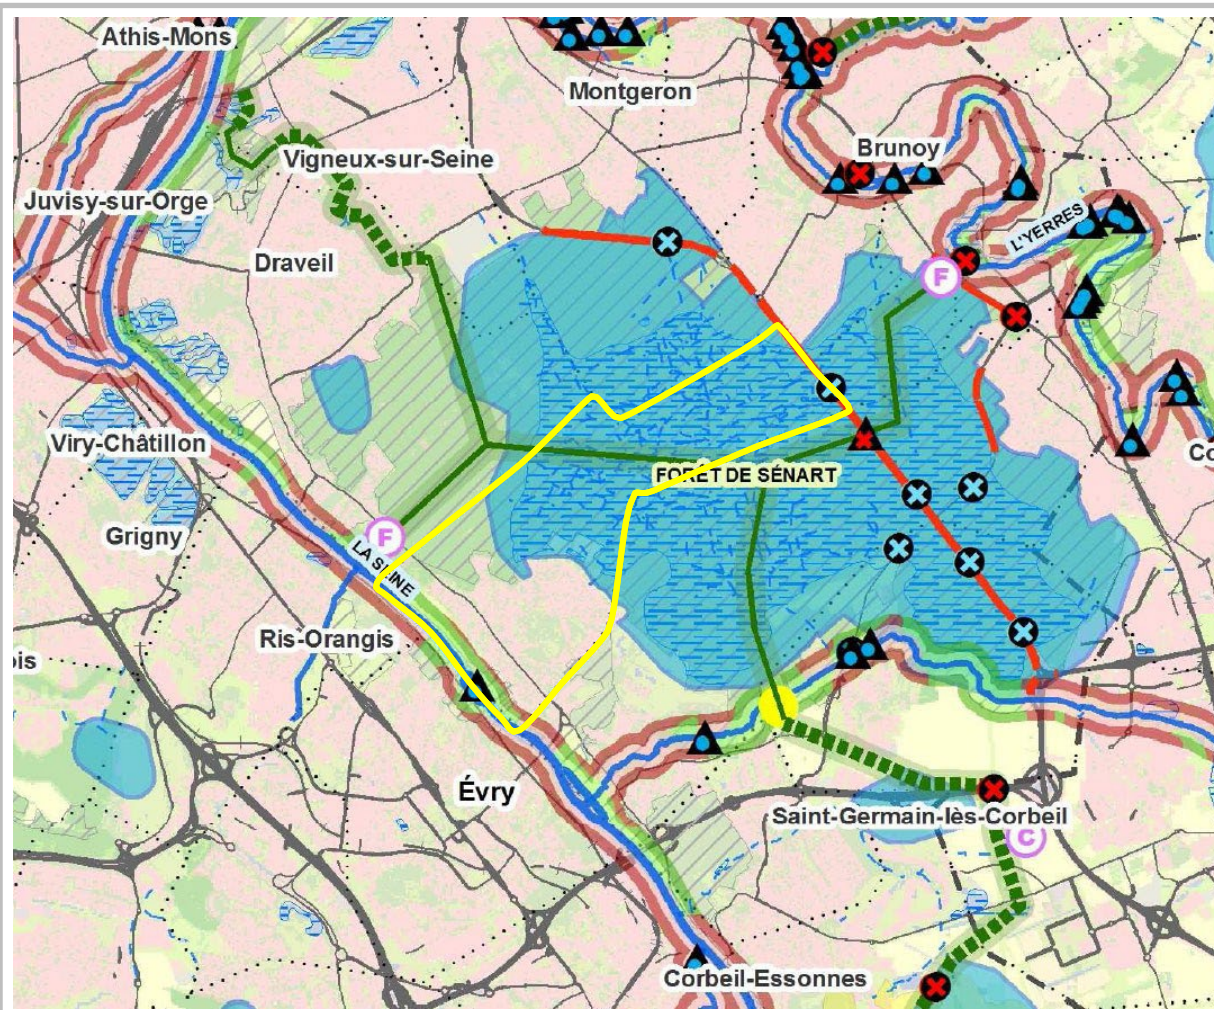 Athis-Mons
Montgeron
Brunoy
Vigneux-sur-Seine
Juvisy-sur-Orge
L'YERRES
Draveil
F
Viry-Châtillon
Co
FORÊT DE SÉNART
Grigny
F
LA SEINE
Ris-Orangis
ois
Évry
Saint-Germain-lès-Corbeil
C
Corbeil-Essonnes